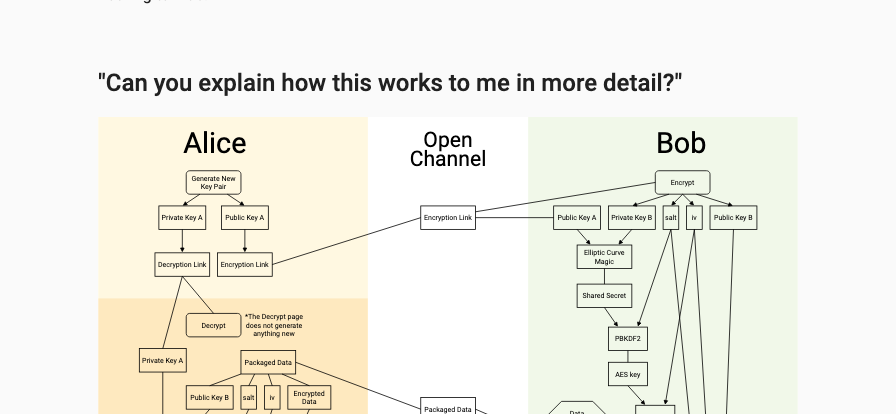 "Can you explain how this works to me in more detail?"
Alice
Open
Channel
Bob
Generate New
Key Pair
Encrypt
Private Key A
Public Key A
Encryption Link
Public Key A
Private Key B
salt
iv
Public Key B
Decryption Link
Encryption Link
Elliptic Curve
Magic
Shared Secret
Decrypt
*The Decrypt page
does not generate
anything new
PBKDF2
Private Key A
Packaged Data
AES key
Public Key B
salt
iv
Encrypted
Data
Packaged Data
Data